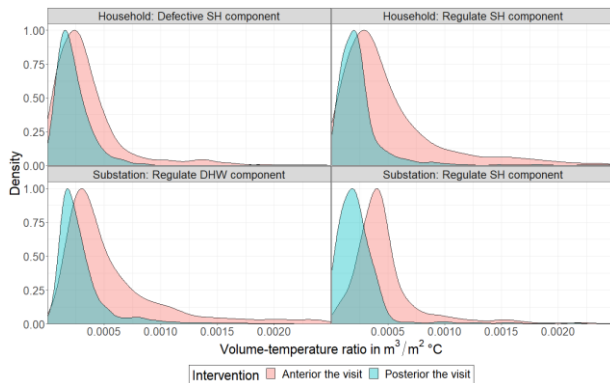 Household: Defective SH component
Household: Regulate SH component
1.00
0.75
0.50
0.25
0.00
Substation: Regulate DHW component
Substation: Regulate SH component
1.00
0.75
0.50
0.25
0.00
Density
0.0005 0.0010 0.0015 0.0020
0.0005 0.0010 0.0015 0.0020
Volume-temperature ratio in m³/m² °C
Intervention Anterior the visit Posterior the visit